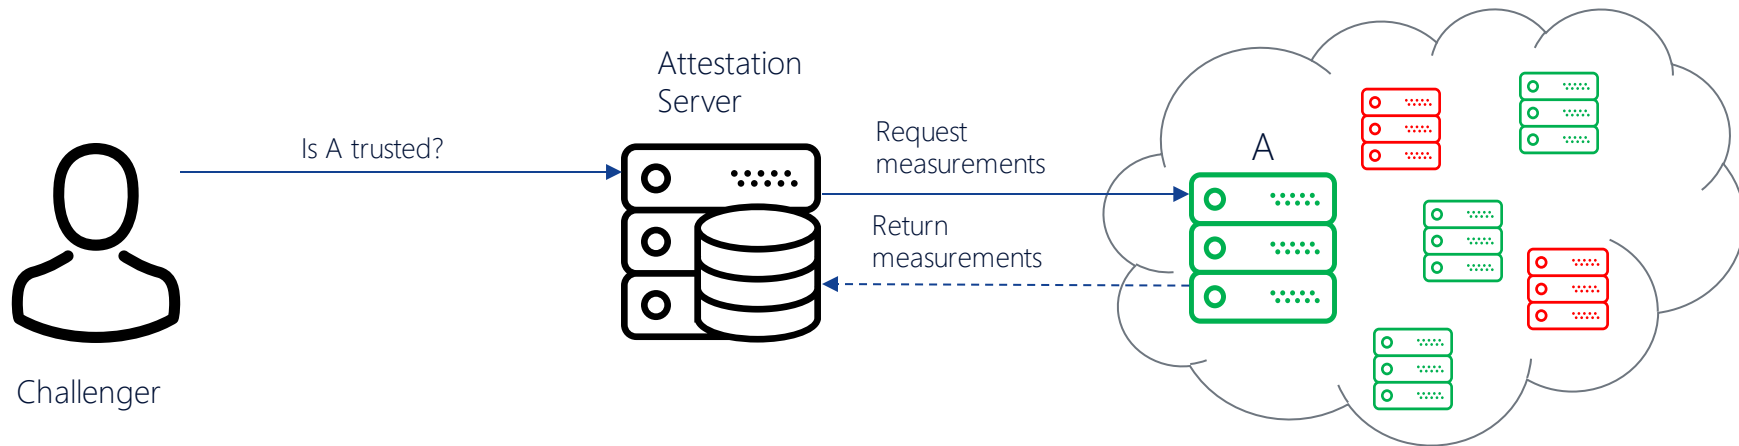 Attestation
Server
Is A trusted?
Request
measurements
A
Return
measurements
Challenger